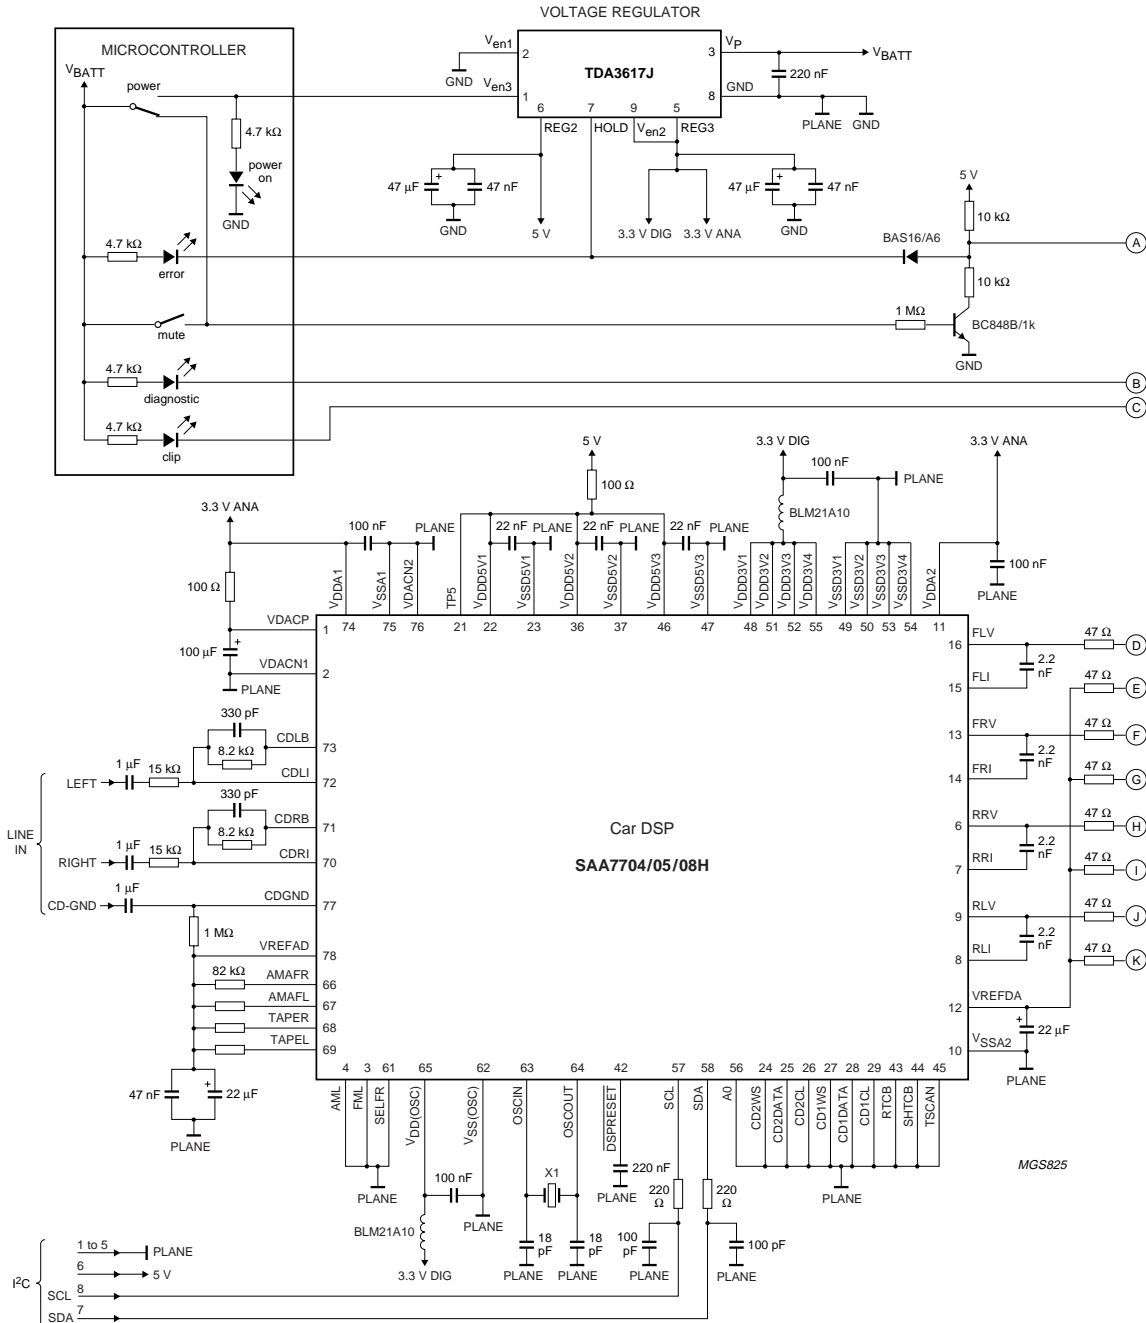 VOLTAGE REGULATOR
MICROCONTROLLER
VBATT
power
4.7 kΩ
power
on
GND
4.7 kΩ
error
mute
4.7 kΩ
diagnostic
4.7 kΩ
clip
Ven1
GND
Ven3
2
1
TDA3617J
3
8
VP
VBATT
220 nF
GND
PLANE
GND
6
7
9
5
REG2
HOLD
Ven2
REG3
47 μF
+
47 nF
GND
5 V
3.3 V DIG
3.3 V ANA
47 μF
+
47 nF
GND
5 V
10 kΩ
BAS16/A6
A
10 kΩ
1 MΩ
BC848B/1k
GND
B
C
3.3 V ANA
100 Ω
100 nF
PLANE
VDDA1
VSSA1
VDACN2
TP5
5 V
100 Ω
22 nF
PLANE
22 nF
PLANE
22 nF
PLANE
VDDD5V1
VSSD5V1
VDDD5V2
VSSD5V2
VDDD5V3
VSSD5V3
3.3 V DIG
100 nF
PLANE
BLM21A10
VDDD3V1
VDDD3V2
VDDD3V3
VDDD3V4
VSSD3V1
VSSD3V2
VSSD3V3
VSSD3V4
VDDA2
3.3 V ANA
100 nF
PLANE
74
75
76
21
22
23
36
37
46
47
48
51
52
55
49
50
53
54
11
VDACP
1
+
100 μF
VDACN1
2
PLANE
330 pF
8.2 kΩ
CDLB
73
1 μF
15 kΩ
CDLI
72
LEFT
330 pF
8.2 kΩ
CDRB
71
LINE
IN
1 μF
15 kΩ
CDRI
70
RIGHT
1 μF
CD-GND
CDGND
77
1 MΩ
VREFAD
78
82 kΩ
AMAFR
66
AMAFL
67
TAPER
68
TAPEL
69
47 nF
+
22 μF
PLANE
Car DSP
SAA7704/05/08H
16
FLV
47 Ω
D
2.2
nF
15
FLI
47 Ω
E
13
FRV
47 Ω
F
2.2
nF
14
FRI
47 Ω
G
6
RRV
47 Ω
H
2.2
nF
7
RRI
47 Ω
I
9
RLV
47 Ω
J
2.2
nF
8
RLI
47 Ω
K
12
VREFDA
+
22 μF
10
VSSA2
PLANE
4
3
61
65
62
63
64
42
57
58
56
24
25
26
27
28
29
43
44
45
AML
FML
SELFR
VDD(OSC)
VSS(OSC)
OSCIN
OSCOUT
DSPRESET
SCL
SDA
A0
CD2WS
CD2DATA
CD2CL
CD1WS
CD1DATA
CD1CL
RTCB
SHTCB
TSCAN
PLANE
100 nF
PLANE
BLM21A10
3.3 V DIG
X1
18
pF
PLANE
18
pF
PLANE
220 nF
PLANE
220
Ω
220
Ω
100
pF
PLANE
100 pF
PLANE
PLANE
MGS825
I²C
1 to 5
PLANE
6
5 V
SCL
8
SDA
7